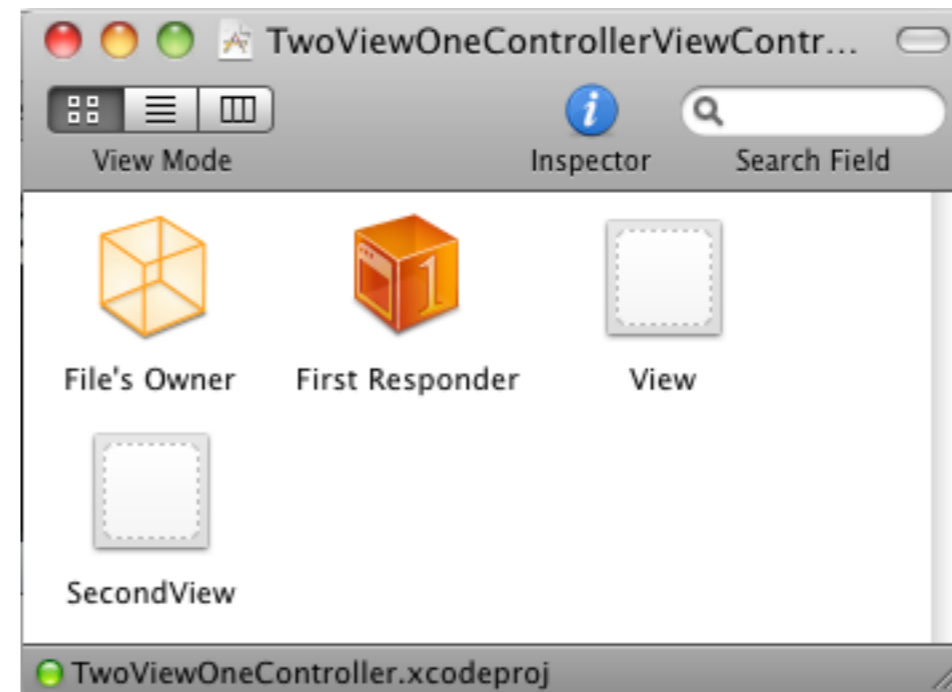 TwoViewOneControllerViewContr...
View Mode
Inspector
Search Field
File's Owner
First Responder
View
SecondView
TwoViewOneController.xcodeproj